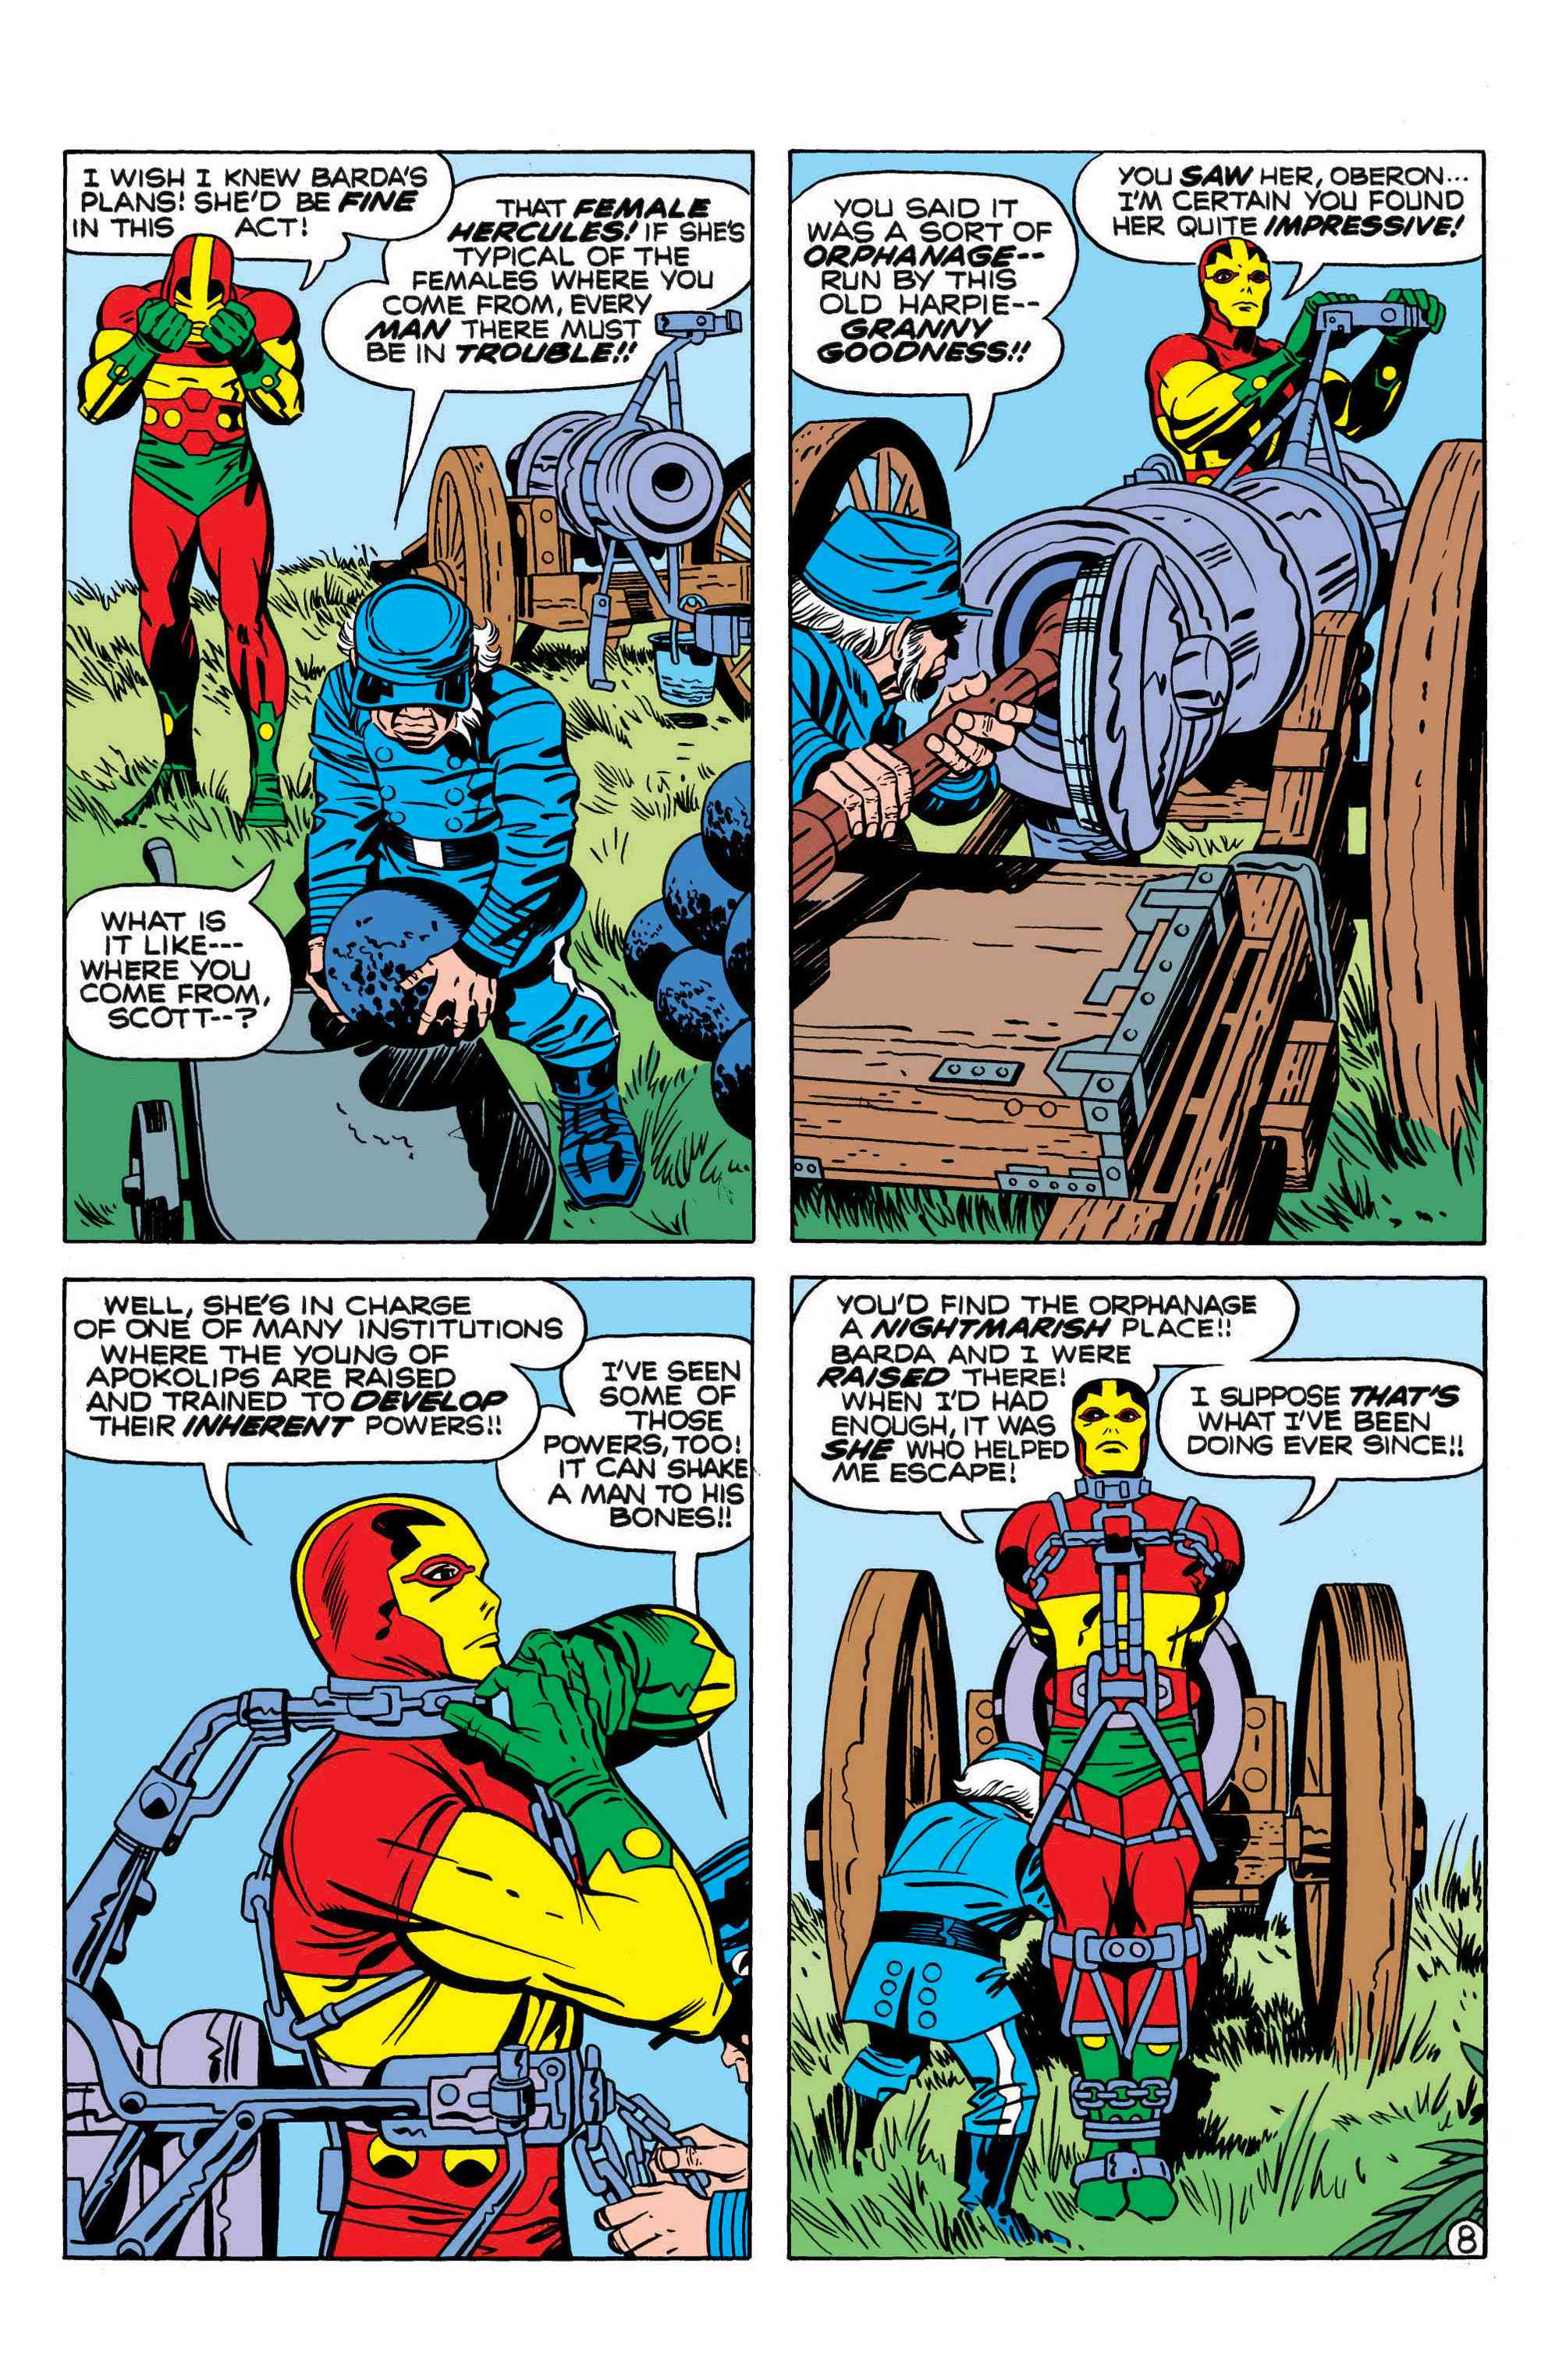 I WISH I KNEW BARDA'S
PLANS! SHE'D BE FINE
IN THIS ACT!
THAT FEMALE
HERCULES! IF SHE'S
TYPICAL OF THE
FEMALES WHERE YOU
COME FROM, EVERY
MAN THERE MUST
BE IN TROUBLE!!
WHAT IS
IT LIKE---
WHERE YOU
COME FROM,
SCOTT--?
YOU SAW HER, OBERON...
I'M CERTAIN YOU FOUND
HER QUITE IMPRESSIVE!
YOU SAID IT
WAS A SORT OF
ORPHANAGE--
RUN BY THIS
OLD HARPIE--
GRANNY
GOODNESS!!
WELL, SHE'S IN CHARGE
OF ONE OF MANY INSTITUTIONS
WHERE THE YOUNG OF
APOKOLIPS ARE RAISED
AND TRAINED TO DEVELOP
THEIR INHERENT POWERS!!
I'VE SEEN
SOME OF
THOSE
POWERS, TOO!
IT CAN SHAKE
A MAN TO HIS
BONES!!
YOU'D FIND THE ORPHANAGE
A NIGHTMARISH PLACE!!
BARDA AND I WERE
RAISED THERE!
WHEN I'D HAD
ENOUGH, IT WAS
SHE WHO HELPED
ME ESCAPE!
I SUPPOSE THAT'S
WHAT I'VE BEEN
DOING EVER SINCE!!
8